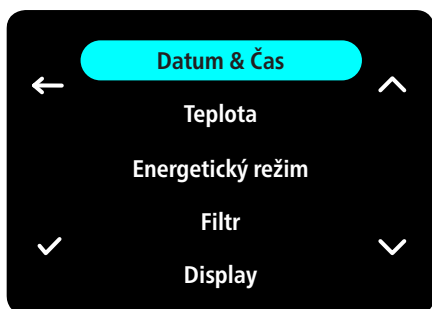 Datum & Čas
Teplota
Energetický režim
Filtr
Display